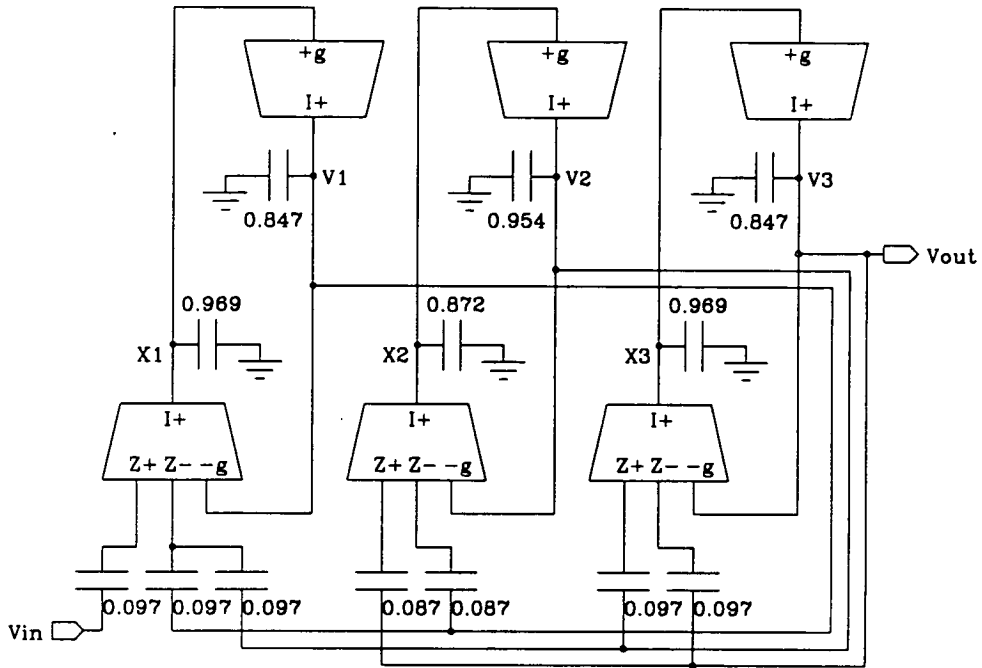 +g +g +g
I+ I+ I+
V1 V2 V3
0.847 0.954 0.847
Vout
0.969 0.872 0.969
X1 X2 X3
I+ I+ I+
Z+ Z- -g Z+ Z- -g Z+ Z- -g
0.097 0.097 0.097 0.087 0.087 0.097 0.097
Vin